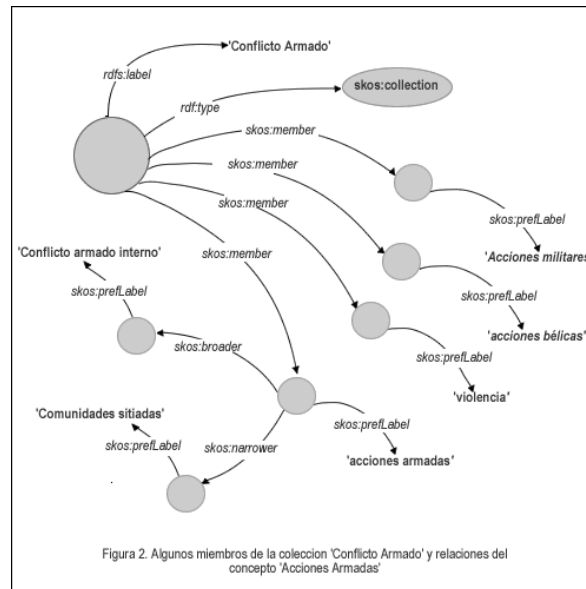 'Conflicto Armado'
rdfs:label
skos:collection
rdf:type
skos:member
skos:member
skos:member
skos:prefLabel
'Conflicto armado interno'
skos:member
'Acciones militares
skos:prefLabel
skos:prefLabel
'acciones bélicas'
skos:broader
skos:prefLabel
'violencia'
'Comunidades sitiadas'
skos:prefLabel
skos:prefLabel
skos:narrower
'acciones armadas'
Figura 2. Algunos miembros de la coleccion 'Conflicto Armado' y relaciones del
concepto 'Acciones Armadas'